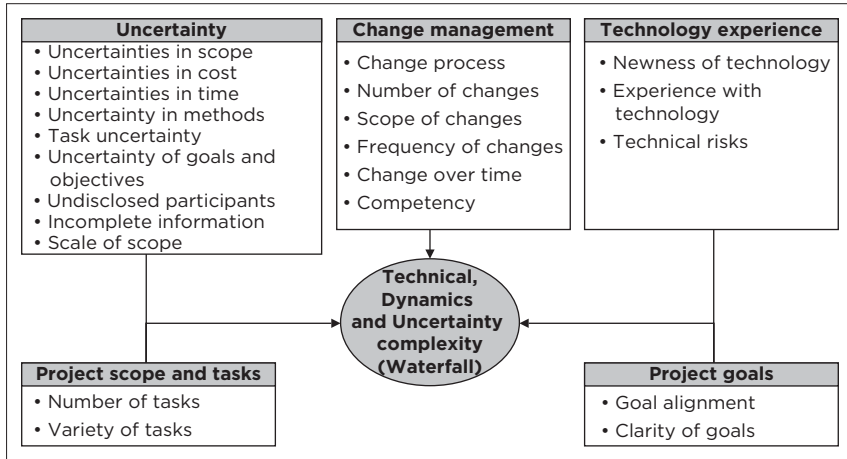 Uncertainty
• Uncertainties in scope
• Uncertainties in cost
• Uncertainties in time
• Uncertainty in methods
• Task uncertainty
• Uncertainty of goals and
objectives
• Undisclosed participants
• Incomplete information
• Scale of scope
Change management
• Change process
• Number of changes
• Scope of changes
• Frequency of changes
• Change over time
• Competency
Technology experience
• Newness of technology
• Experience with
technology
• Technical risks
Technical,
Dynamics
and Uncertainty
complexity
(Waterfall)
Project scope and tasks
• Number of tasks
• Variety of tasks
Project goals
• Goal alignment
• Clarity of goals